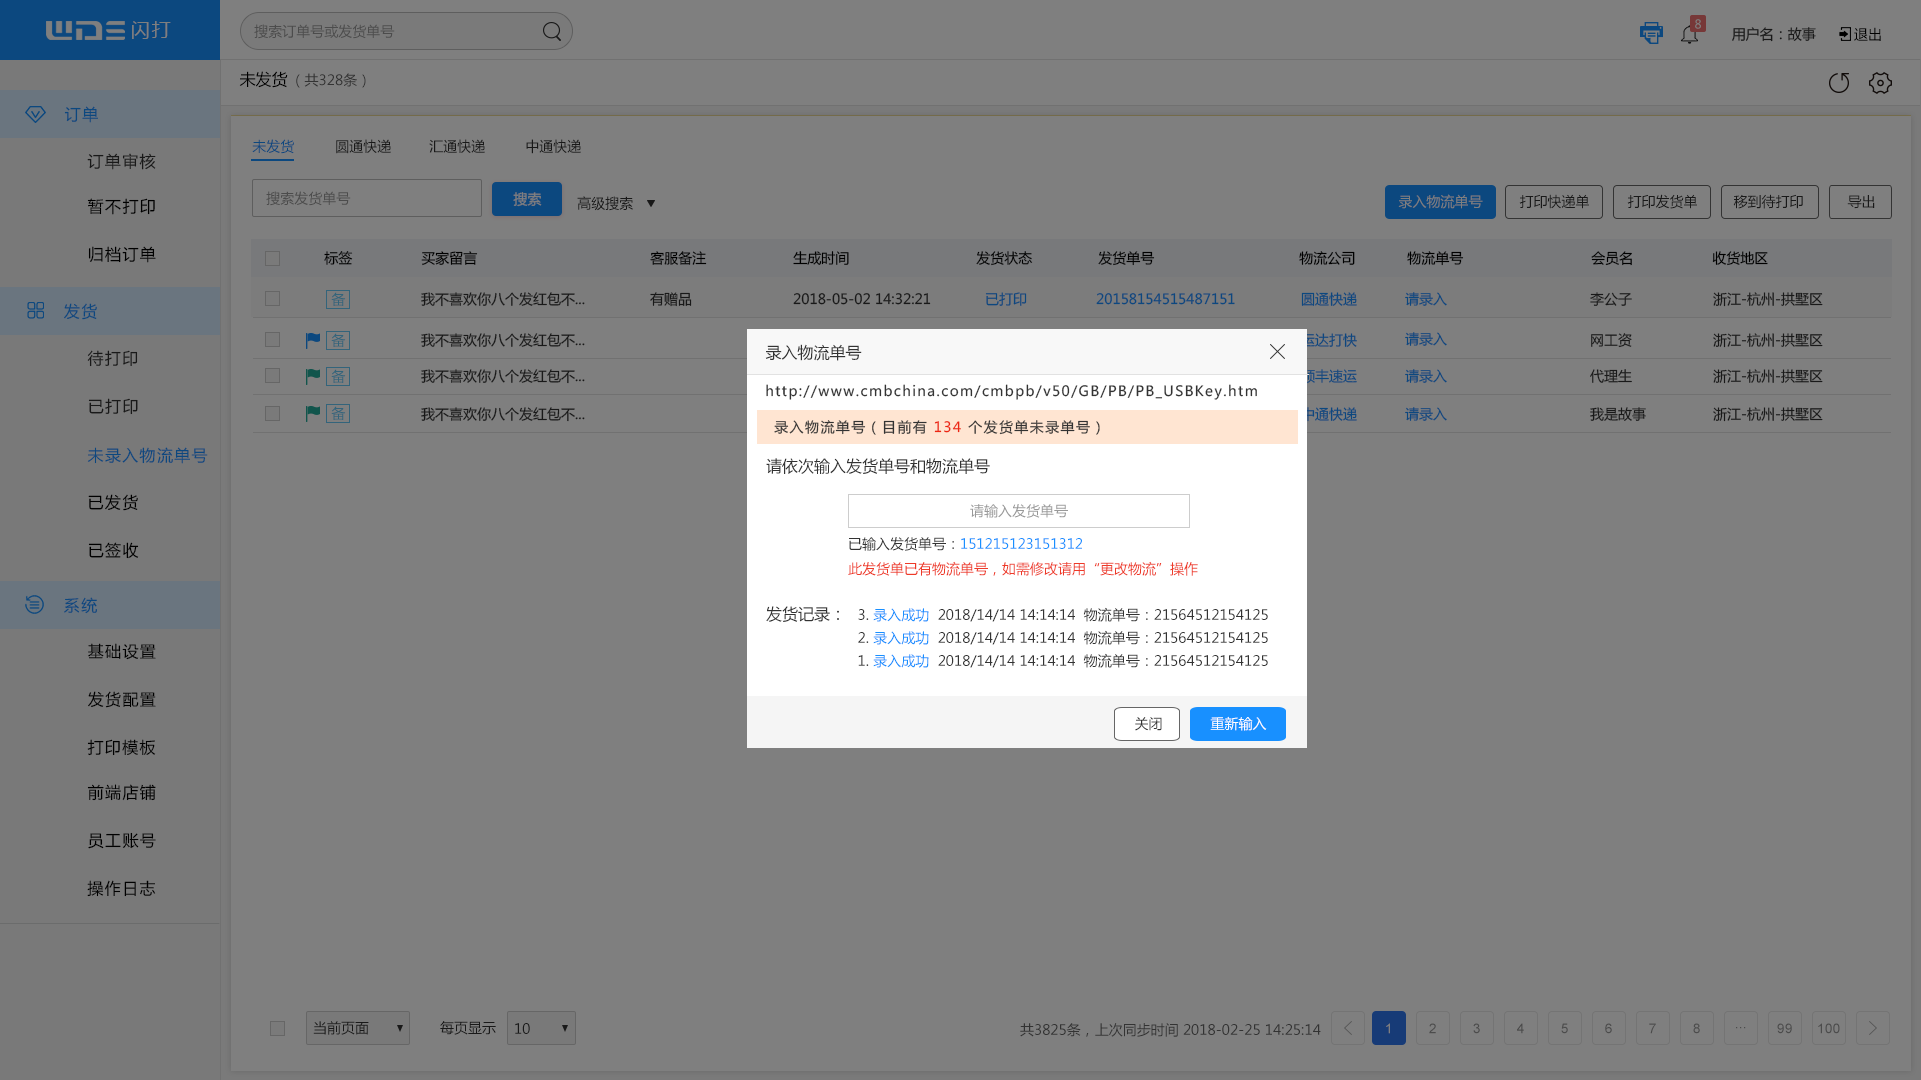 WDS 闪打
搜索订单号或发货单号
8
用户名：故事
退出
未发货（共328条）
订单
订单审核
暂不打印
归档订单
发货
待打印
已打印
未录入物流单号
已发货
已签收
系统
基础设置
发货配置
打印模板
前端店铺
员工账号
操作日志
未发货 圆通快递 汇通快递 中通快递
搜索发货单号 搜索 高级搜索 ▼
录入物流单号 打印快递单 打印发货单 移到待打印 导出
标签 买家留言 客服备注 生成时间 发货状态 发货单号 物流公司 物流单号 会员名 收货地区
备 我不喜欢你八个发红包不... 有赠品 2018-05-02 14:32:21 已打印 20158154515487151 圆通快递 请录入 李公子 浙江-杭州-拱墅区
备 我不喜欢你八个发红包不... 达打快 请录入 网工资 浙江-杭州-拱墅区
备 我不喜欢你八个发红包不... 丰速运 请录入 代理生 浙江-杭州-拱墅区
备 我不喜欢你八个发红包不... 中通快递 请录入 我是故事 浙江-杭州-拱墅区
录入物流单号
http://www.cmbchina.com/cmbpb/v50/GB/PB/PB_USBKey.htm
录入物流单号（目前有 134 个发货单未录单号）
请依次输入发货单号和物流单号
请输入发货单号
已输入发货单号：151215123151312
此发货单已有物流单号，如需修改请用“更改物流”操作
发货记录： 3. 录入成功 2018/14/14 14:14:14 物流单号：21564512154125
2. 录入成功 2018/14/14 14:14:14 物流单号：21564512154125
1. 录入成功 2018/14/14 14:14:14 物流单号：21564512154125
关闭 重新输入
当前页面 ▼ 每页显示 10 ▼
共3825条，上次同步时间 2018-02-25 14:25:14 1 2 3 4 5 6 7 8 ... 99 100